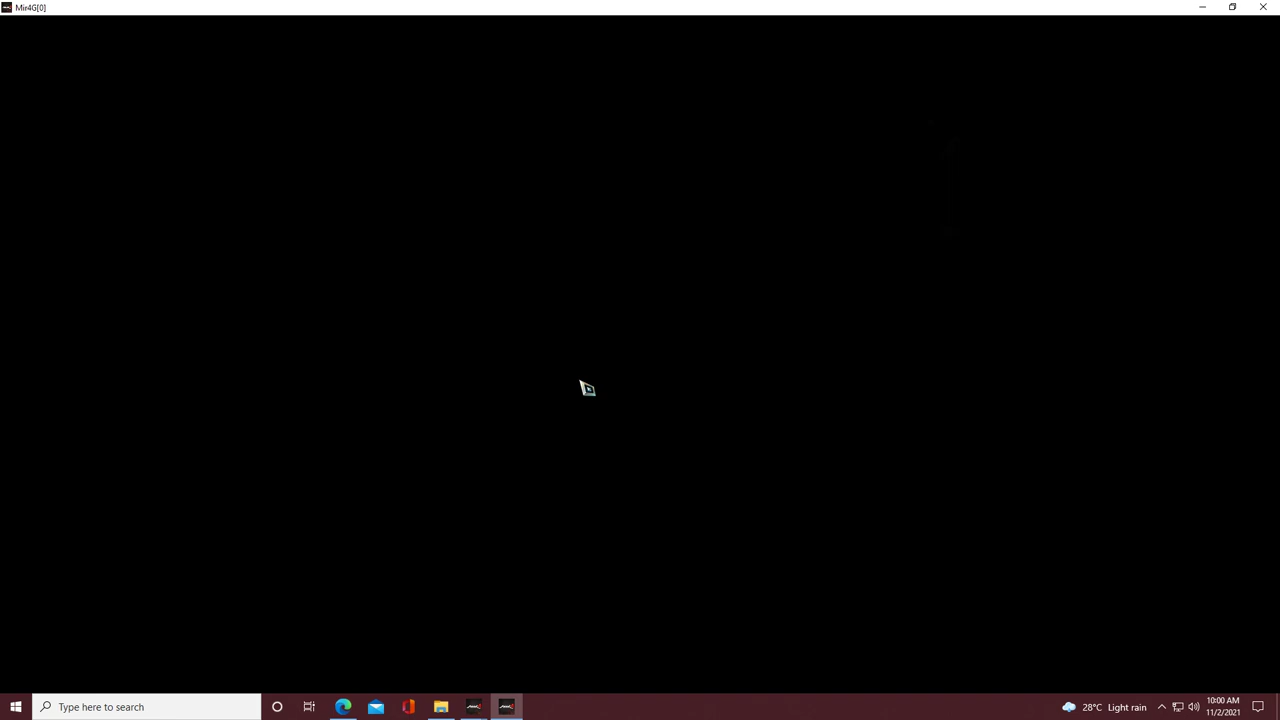 Mir4G[0]
Type here to search
28°C Light rain
10:00 AM
11/2/2021